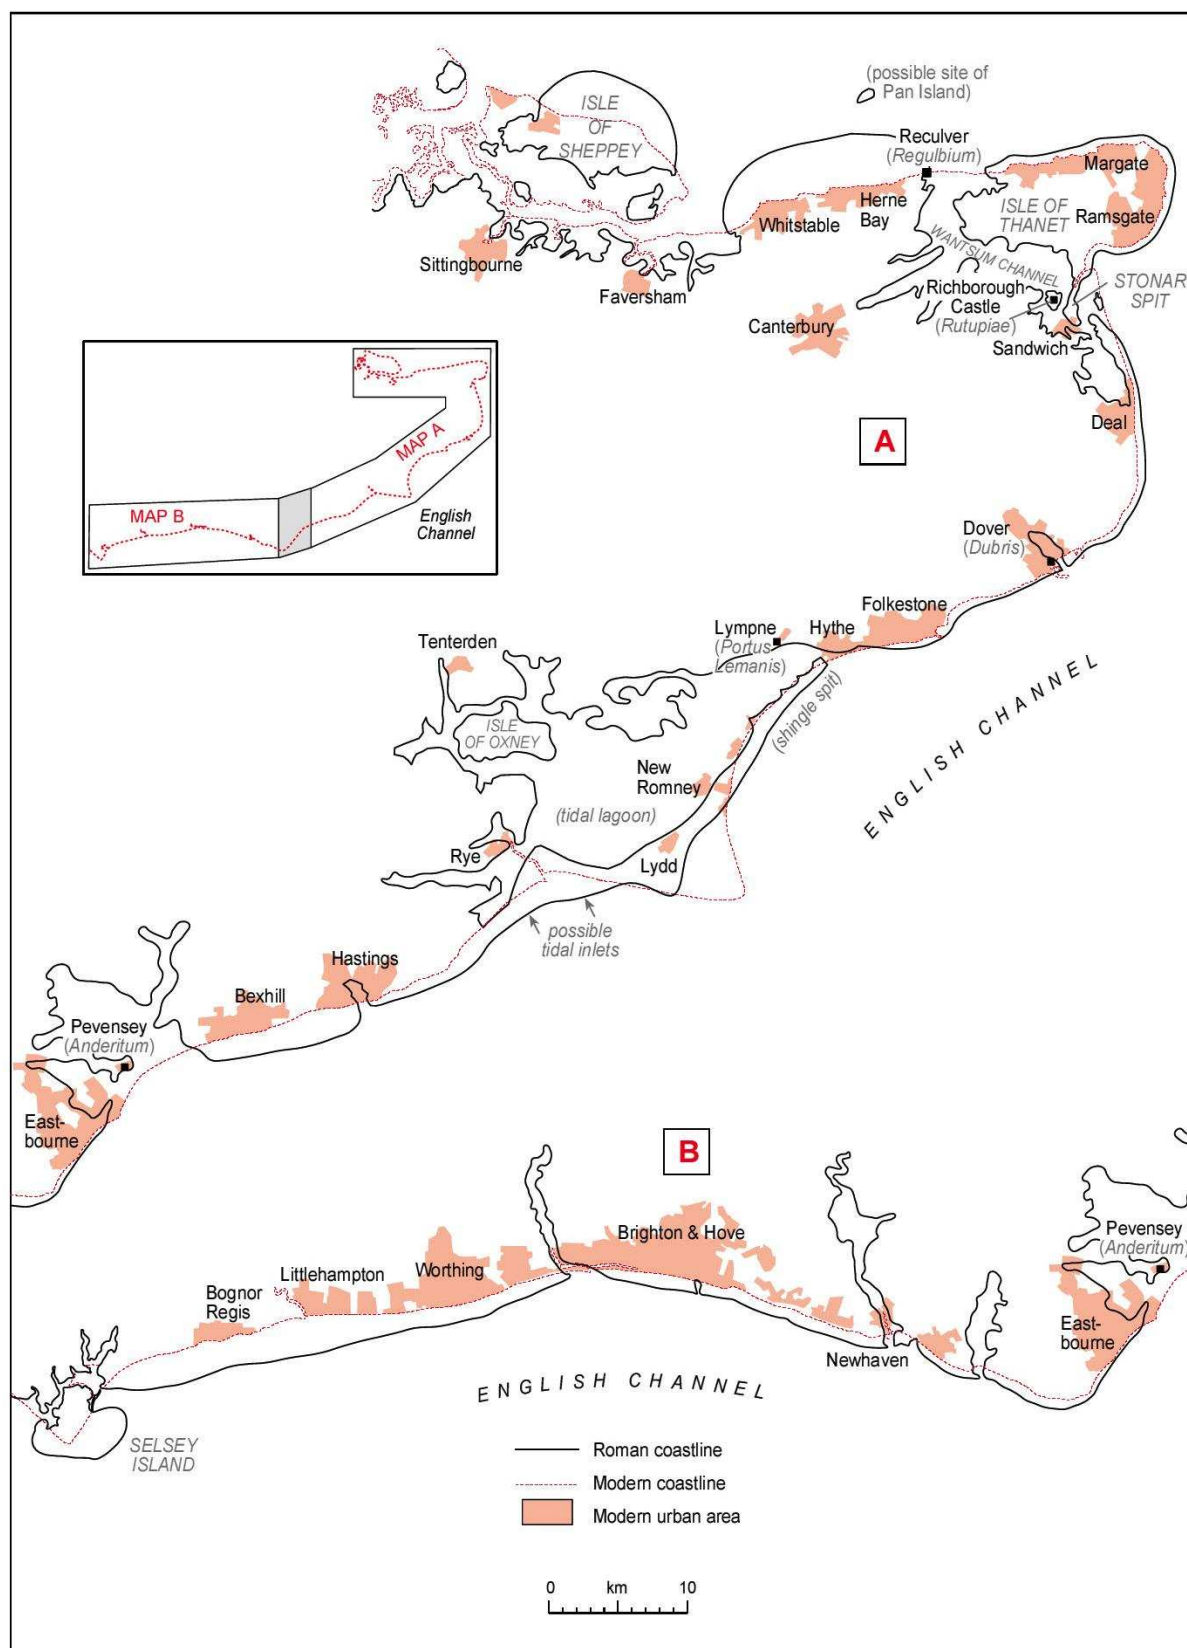 (possible site of
Pan Island)
ISLE
OF
SHEPPEY
Reculver
(Regulbium)
Margate
ISLE OF
THANET
Ramsgate
Herne
Bay
Whitstable
WANTSUM CHANNEL
Sittingbourne
Faversham
Richborough
Castle
(Rutupiae)
STONAR
SPIT
Canterbury
Sandwich
Deal
A
MAP A
MAP B
English
Channel
Dover
(Dubris)
Folkestone
Hythe
Lympne
(Portus
Lemanis)
Tenterden
(shingle spit)
ENGLISH CHANNEL
ISLE
OF OXNEY
New
Romney
(tidal lagoon)
Rye
Lydd
possible
tidal inlets
Hastings
Bexhill
Pevensey
(Anderitum)
East-
bourne
B
Brighton & Hove
Worthing
Littlehampton
Bognor
Regis
Newhaven
Pevensey
(Anderitum)
East-
bourne
ENGLISH CHANNEL
SELSEY
ISLAND
Roman coastline
Modern coastline
Modern urban area
0 km 10